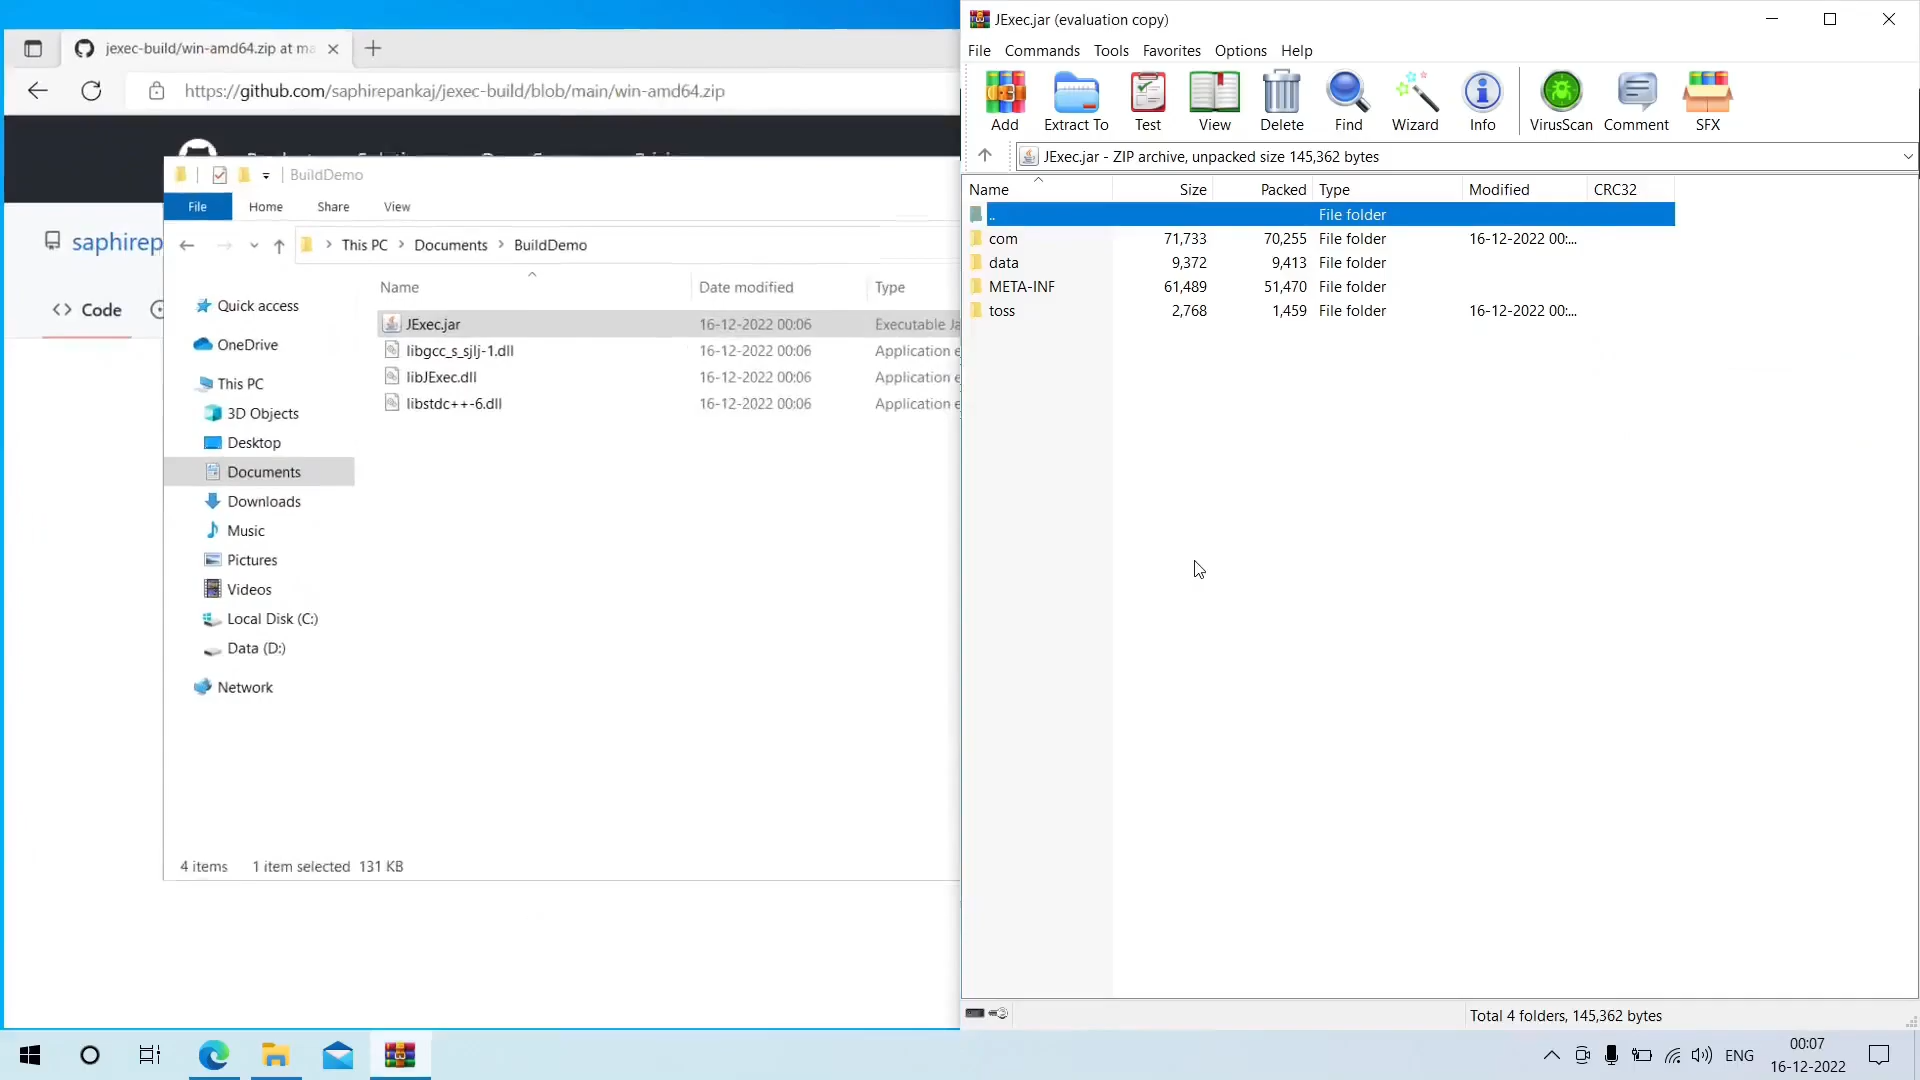 jexec-build/win-amd64.zip at ma
https://github.com/saphirepankaj/jexec-build/blob/main/win-amd64.zip
saphirep
Code
BuildDemo
File
Home
Share
View
This PC
Documents
BuildDemo
Name
Date modified
Type
Quick access
OneDrive
This PC
3D Objects
Desktop
Documents
Downloads
Music
Pictures
Videos
Local Disk (C:)
Data (D:)
Network
JExec.jar 16-12-2022 00:06 Executable Ja
libgcc_s_sjlj-1.dll 16-12-2022 00:06 Application e
libJExec.dll 16-12-2022 00:06 Application e
libstdc++-6.dll 16-12-2022 00:06 Application e
4 items 1 item selected 131 KB
JExec.jar (evaluation copy)
File Commands Tools Favorites Options Help
Add Extract To Test View Delete Find Wizard Info VirusScan Comment SFX
JExec.jar - ZIP archive, unpacked size 145,362 bytes
Name Size Packed Type Modified CRC32
.. File folder
com 71,733 70,255 File folder 16-12-2022 00:...
data 9,372 9,413 File folder
META-INF 61,489 51,470 File folder
toss 2,768 1,459 File folder 16-12-2022 00:...
Total 4 folders, 145,362 bytes
ENG
00:07
16-12-2022